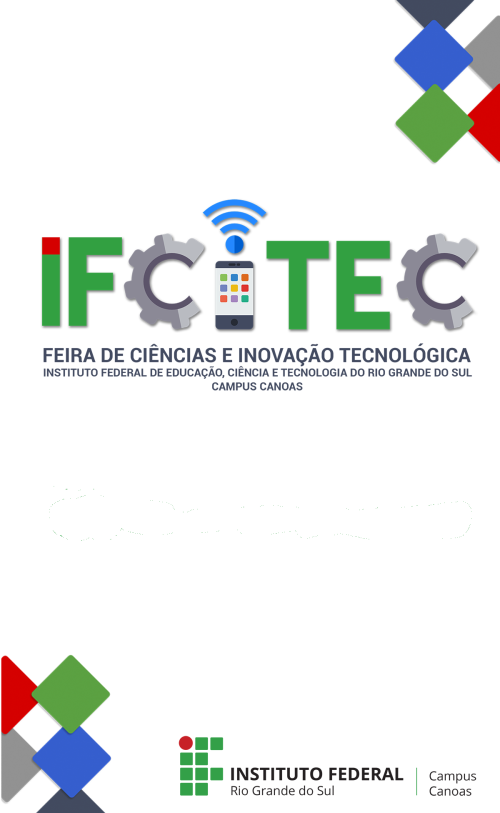 IFCITEC
FEIRA DE CIÊNCIAS E INOVAÇÃO TECNOLÓGICA
INSTITUTO FEDERAL DE EDUCAÇÃO, CIÊNCIA E TECNOLOGIA DO RIO GRANDE DO SUL
CAMPUS CANOAS
INSTITUTO FEDERAL
Rio Grande do Sul
Campus
Canoas